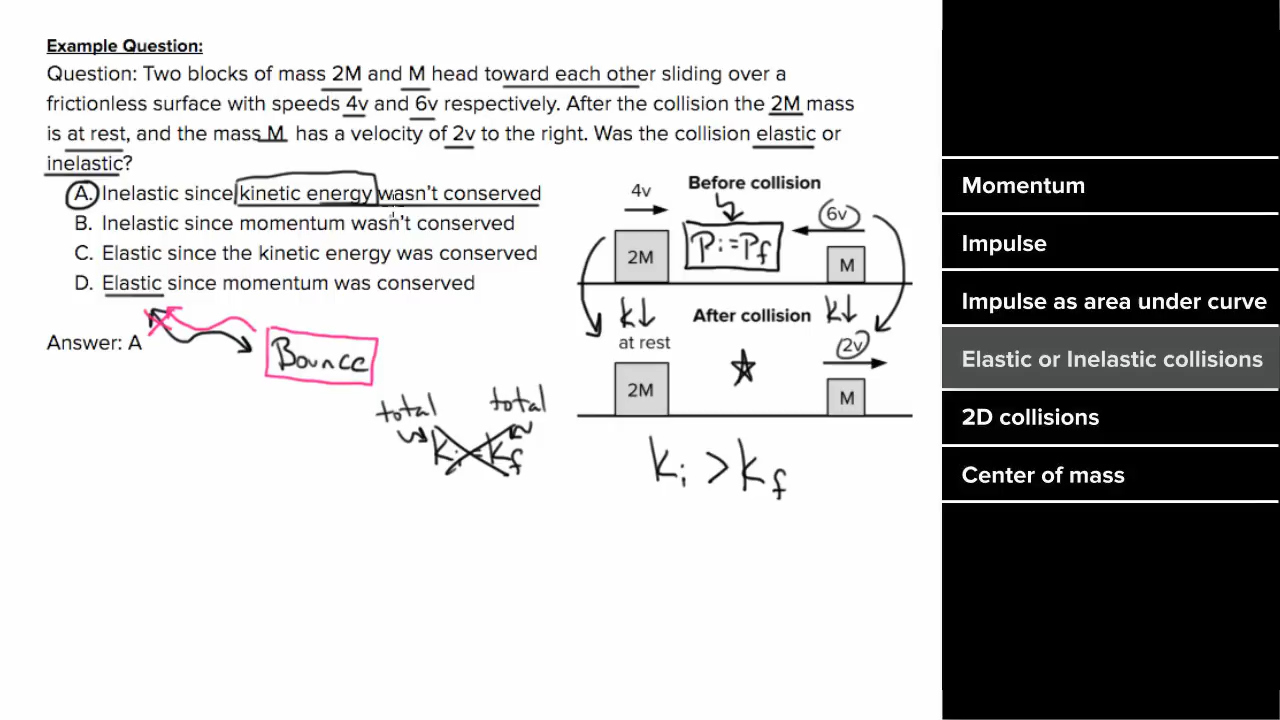 Example Question:
Question: Two blocks of mass 2M and M head toward each other sliding over a
frictionless surface with speeds 4v and 6v respectively. After the collision the 2M mass
is at rest, and the mass M has a velocity of 2v to the right. Was the collision elastic or
inelastic?
A. Inelastic since kinetic energy wasn't conserved
B. Inelastic since momentum wasn't conserved
C. Elastic since the kinetic energy was conserved
D. Elastic since momentum was conserved
Answer: A
Bounce
total total
Ki = Kf
4v
Before collision
6v
2M
Pi = Pf
M
K↓
After collision
K↓
at rest
2v
2M
M
Ki > Kf
Momentum
Impulse
Impulse as area under curve
Elastic or Inelastic collisions
2D collisions
Center of mass